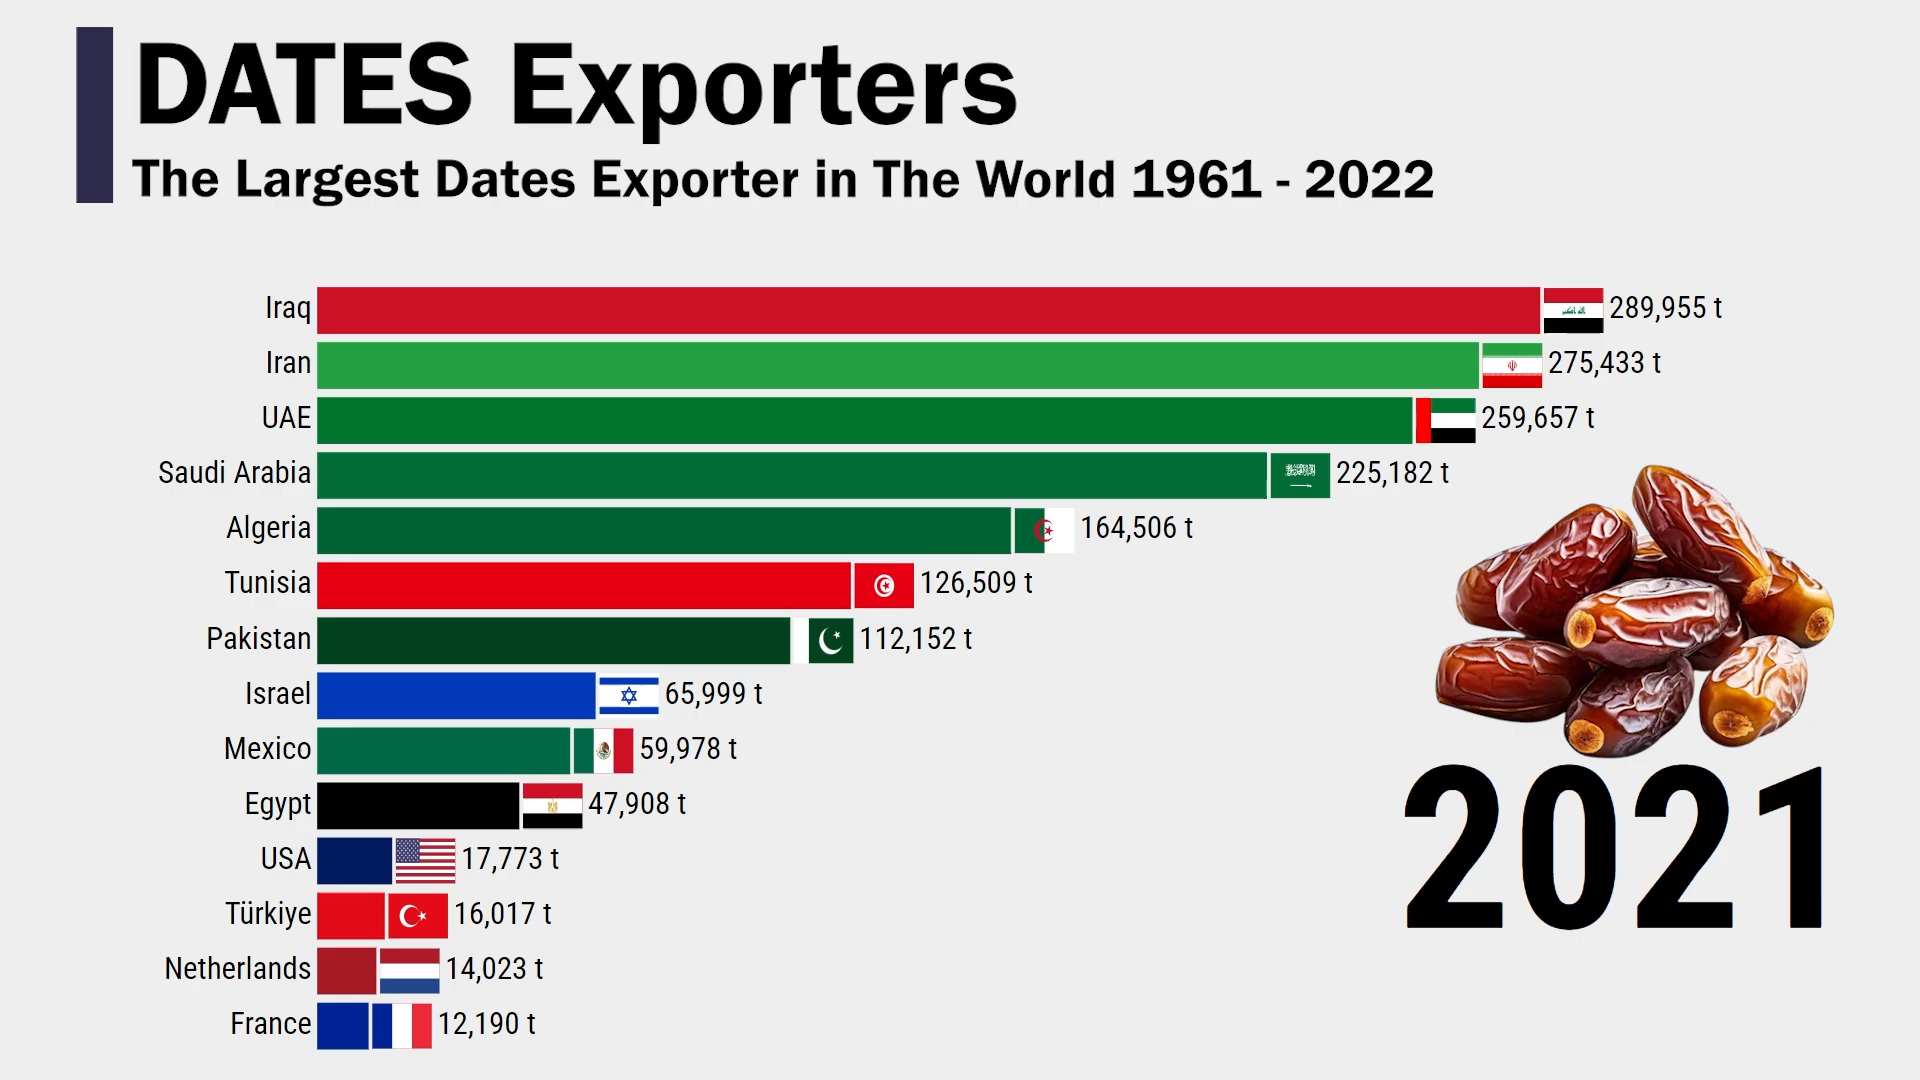 DATES Exporters
The Largest Dates Exporter in The World 1961 - 2022
Iraq 289,955 t
Iran 275,433 t
UAE 259,657 t
Saudi Arabia 225,182 t
Algeria 164,506 t
Tunisia 126,509 t
Pakistan 112,152 t
Israel 65,999 t
Mexico 59,978 t
Egypt 47,908 t
USA 17,773 t
Türkiye 16,017 t
Netherlands 14,023 t
France 12,190 t
2021